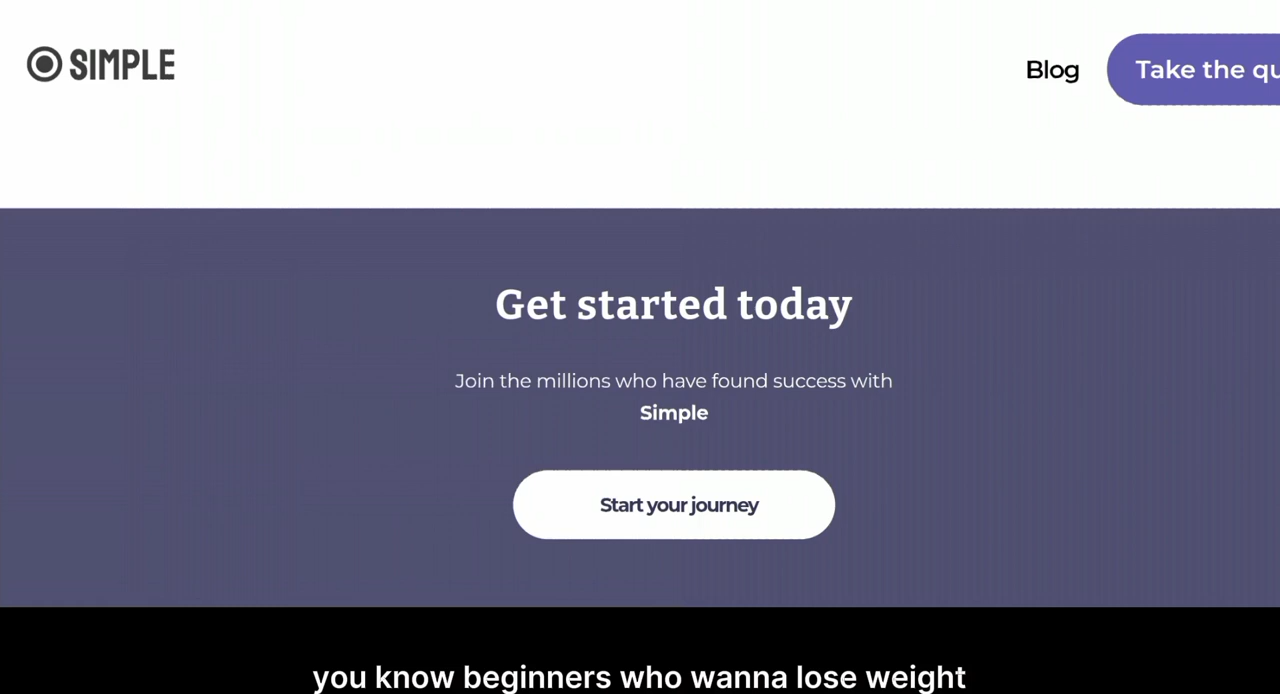 SIMPLE
Blog
Take the
Get started today
Join the millions who have found success with
Simple
Start your journey
you know beginners who wanna lose weight